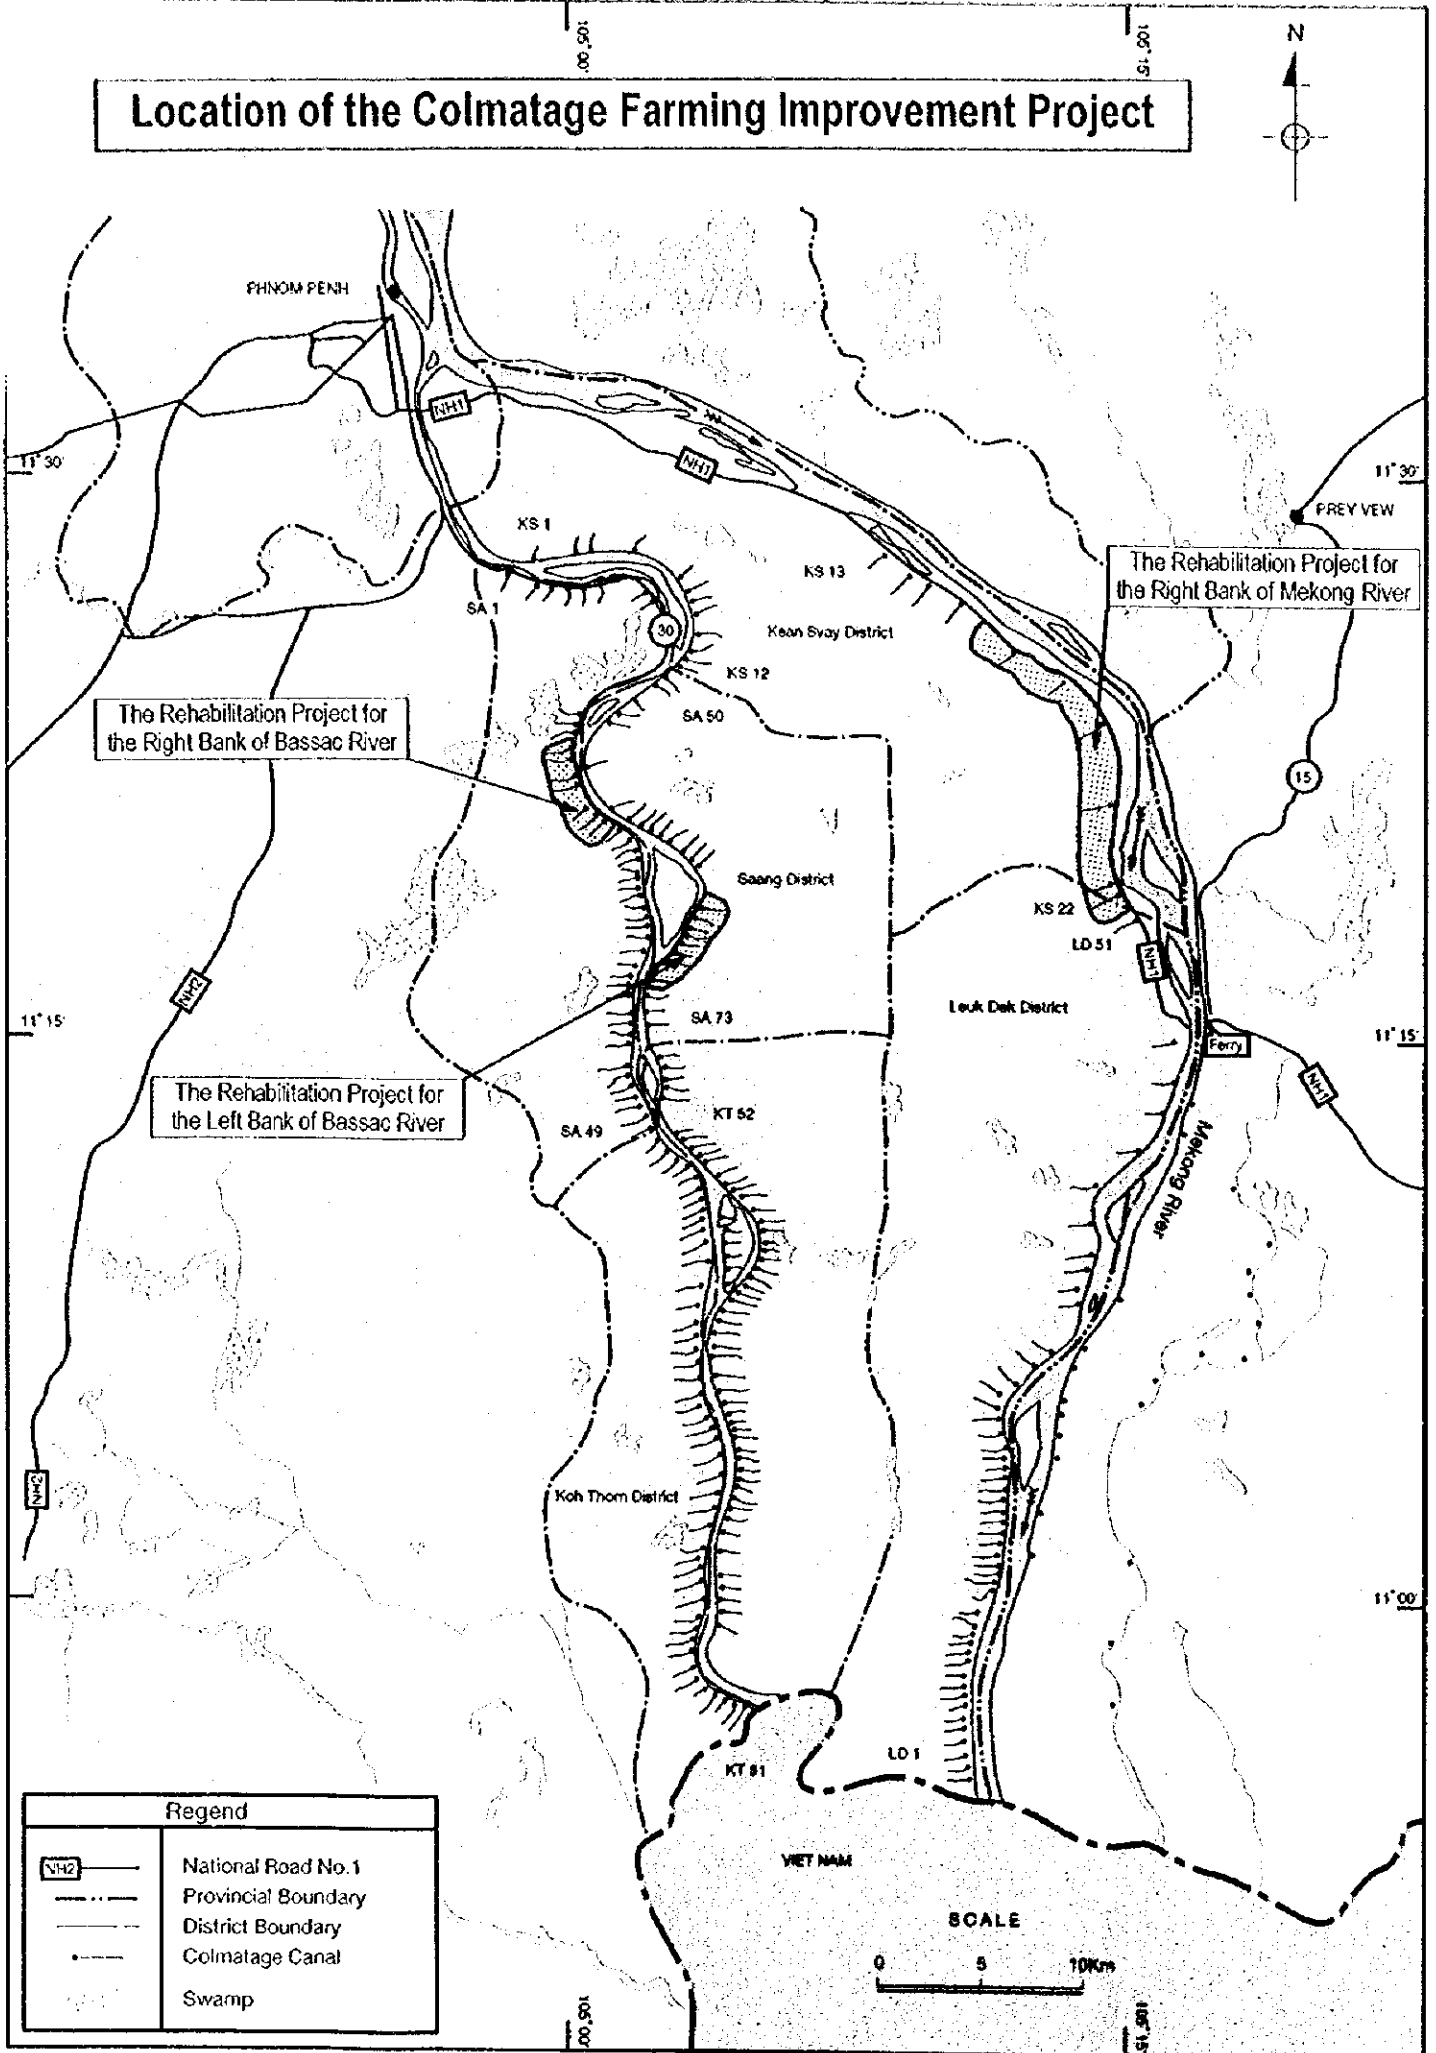 105°00'
105°15'
N
Location of the Colmatage Farming Improvement Project
PHNOM PENH
NH1
NH1
11°30'
11°30'
PREY VEW
KS 1
KS 13
The Rehabilitation Project for
the Right Bank of Mekong River
SA 1
30
Kean Svay District
KS 12
The Rehabilitation Project for
the Right Bank of Bassac River
SA 50
15
Saang District
KS 22
LD 51
NH1
NH2
Leuk Dek District
11°15'
SA 73
11°15'
Ferry
The Rehabilitation Project for
the Left Bank of Bassac River
NH1
KT 52
SA 49
Mekong River
NH2
Koh Thom District
11°00'
LD 1
KT 81
Regend
NH2
National Road No.1
Provincial Boundary
District Boundary
Colmatage Canal
Swamp
VIET NAM
SCALE
0 5 10Km
105°00'
105°15'